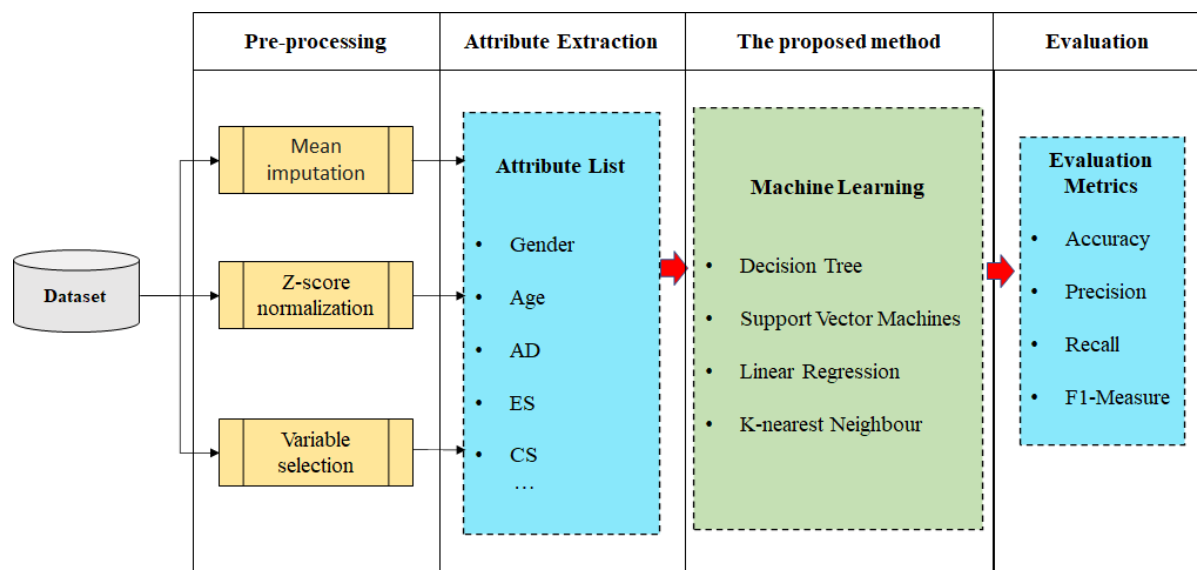 Pre-processing
Attribute Extraction
The proposed method
Evaluation
Dataset
Mean
imputation
Z-score
normalization
Variable
selection
Attribute List
• Gender
• Age
• AD
• ES
• CS
…
Machine Learning
• Decision Tree
• Support Vector Machines
• Linear Regression
• K-nearest Neighbour
Evaluation
Metrics
• Accuracy
• Precision
• Recall
• F1-Measure